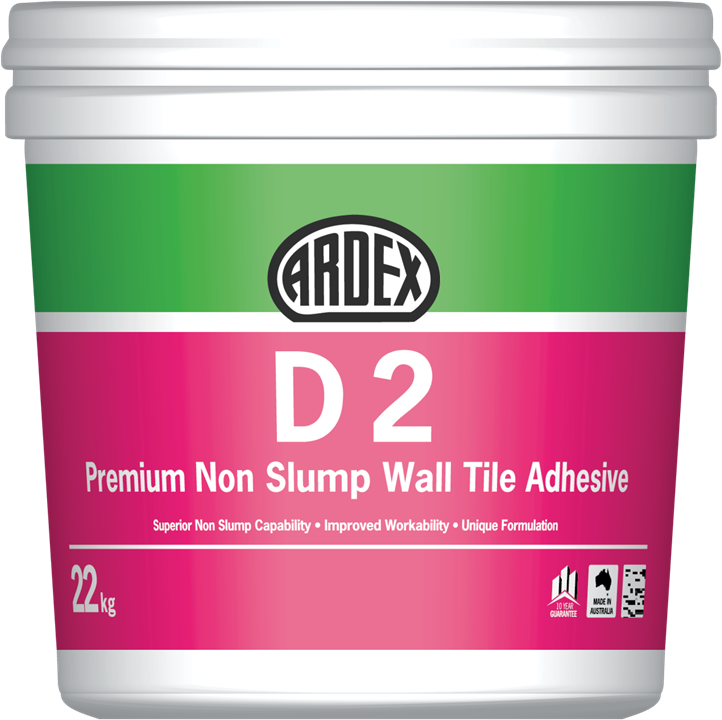 ARDEX
D 2
Premium Non Slump Wall Tile Adhesive
Superior Non Slump Capability • Improved Workability • Unique Formulation
22kg
10 YEAR
GUARANTEE
MADE IN
AUSTRALIA